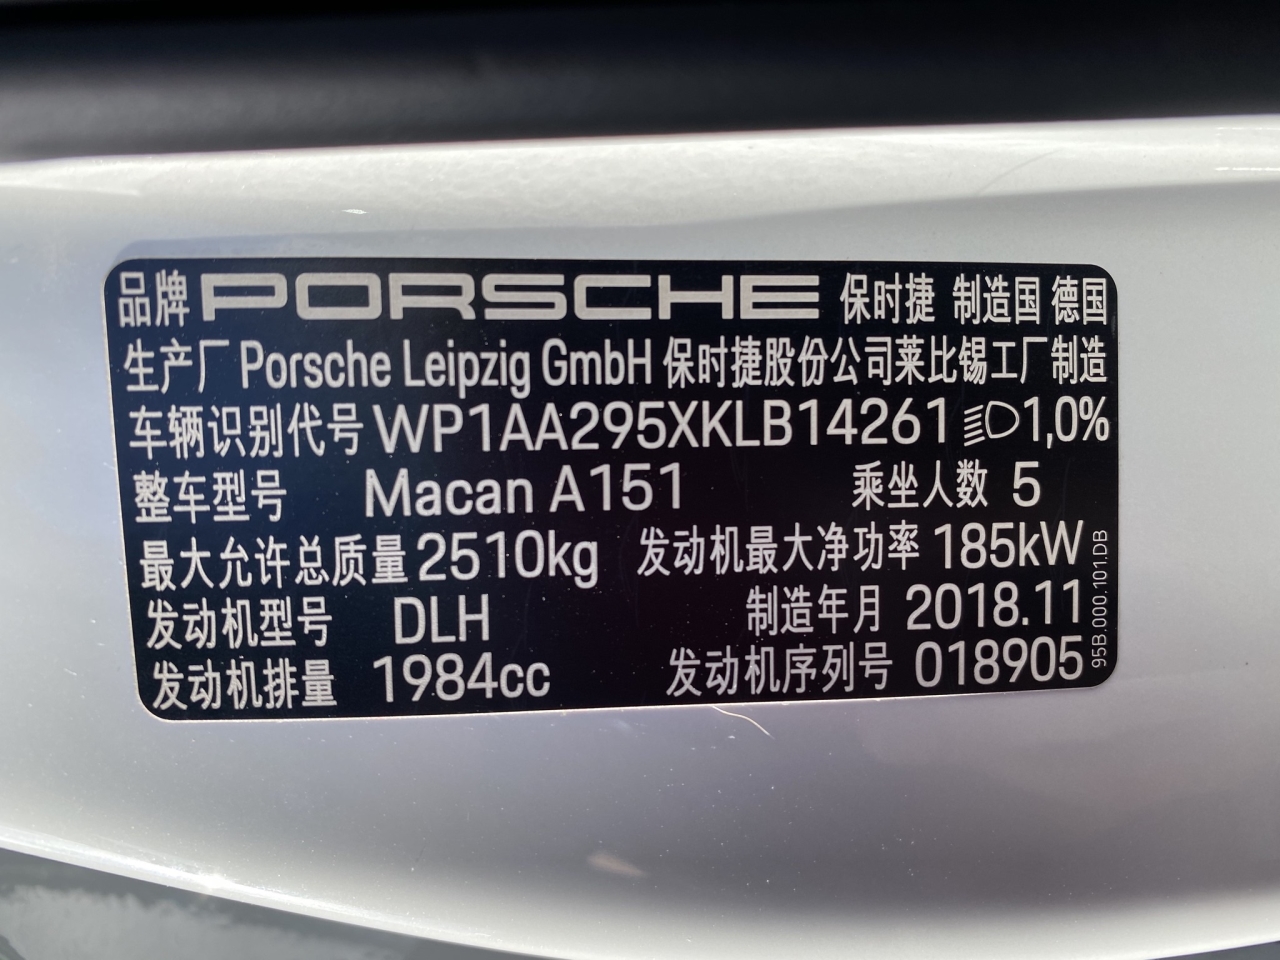 品牌 PORSCHE 保时捷 制造国 德国
生产厂 Porsche Leipzig GmbH 保时捷股份公司莱比锡工厂制造
车辆识别代号 WP1AA295XKLB14261 1,0%
整车型号 Macan A151 乘坐人数 5
最大允许总质量 2510kg 发动机最大净功率 185kW
发动机型号 DLH 制造年月 2018.11
发动机排量 1984cc 发动机序列号 018905
95B.000.101.DB